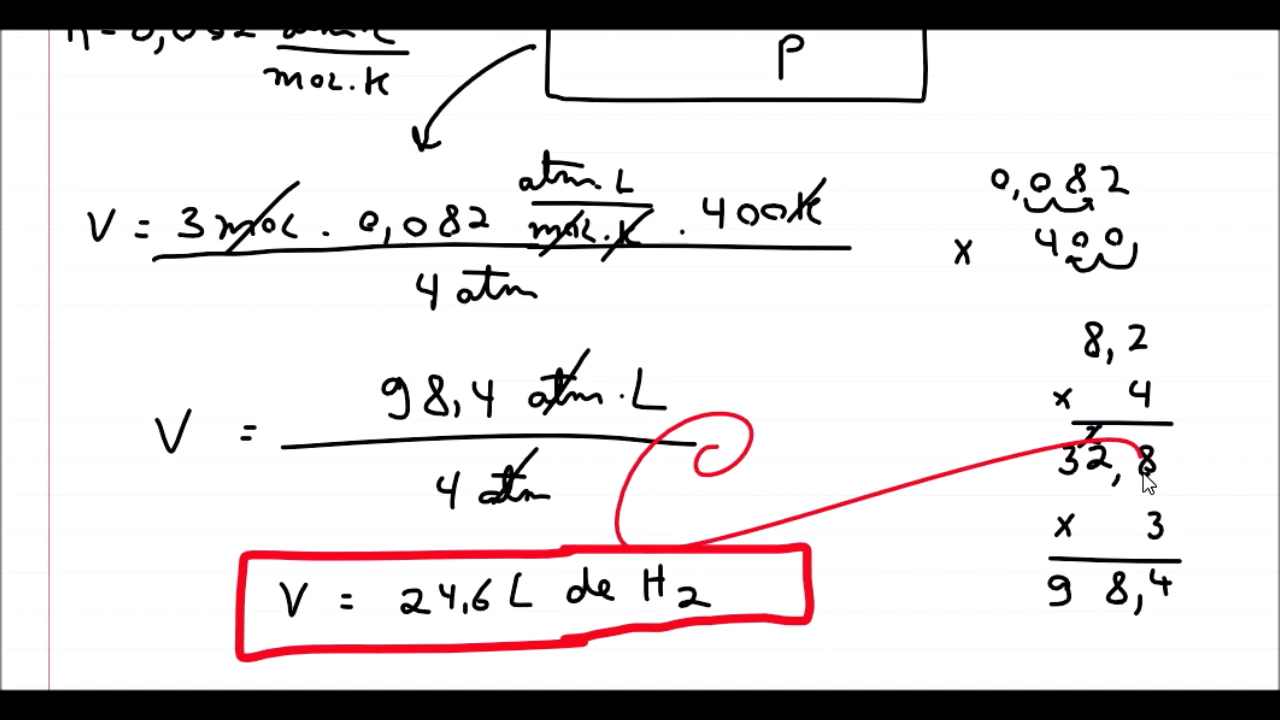 mol.K
P
V = 3 mol . 0,082 atm.L / mol.K . 400K
4 atm
0,082
x 400
8,2
x 4
2
32,8
x 3
98,4
V = 98,4 atm.L
4 atm
V = 24,6 L de H2